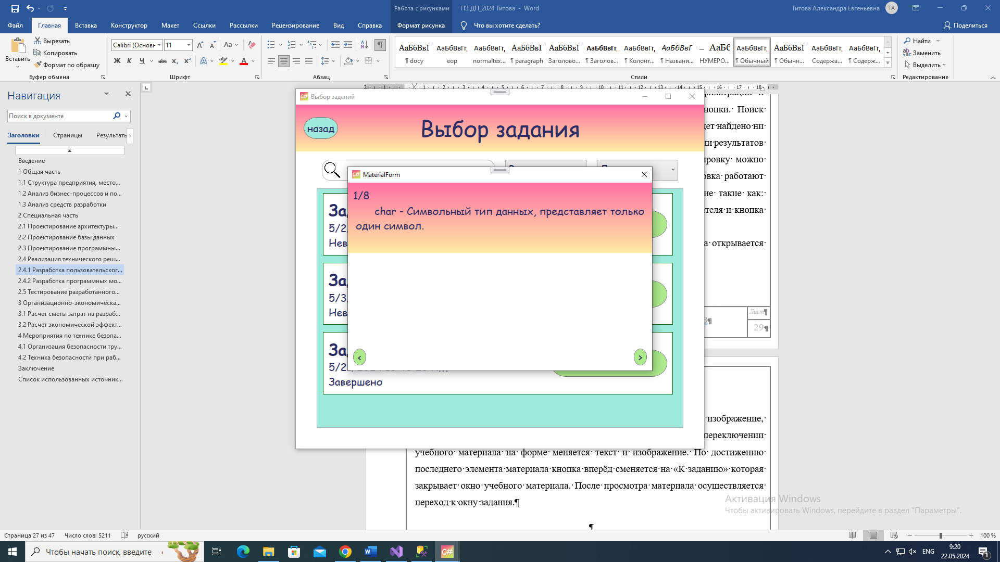 Работа с рисунками
ПЗ ДП_2024 Титова - Word
Титова Александра Евгеньевна
ТА
Файл
Главная
Вставка
Конструктор
Макет
Ссылки
Рассылки
Рецензирование
Вид
Справка
Формат рисунка
Что вы хотите сделать?
Поделиться
Вставить
Вырезать
Копировать
Формат по образцу
Буфер обмена
Calibri (Основн
11
Шрифт
Абзац
АаБбВвІ
АаБбВвГг,
АаБбВвГг,
АаБбВвІ
АаБбВвІ
АаБбВвГг,
АаБбВвГг,
АаБбВвГ
АаБб
АаБбВвГг,
АаБбВвІ
АаБбВвГг,
АаБбВвГг,
¶ docy
eop
normaltex...
¶ paragraph
Заголово...
¶ Заголов...
¶ Колонт...
¶ Названи...
НУМЕРО...
¶ Обычный
¶ Обычн...
Содержа...
¶ Содерж...
Стили
Найти
Заменить
Выделить
Редактирование
Навигация
Поиск в документе
Заголовки
Страницы
Результать
Введение
1 Общая часть
1.1 Структура предприятия, место...
1.2 Анализ бизнес-процессов и по...
1.3 Анализ средств разработки
2 Специальная часть
2.1 Проектирование архитектуры...
2.2 Проектирование базы данных
2.3 Проектирование программны...
2.4 Реализация технического реш...
2.4.1 Разработка пользовательског...
2.4.2 Разработка программных мо...
2.5 Тестирование разработанного...
3 Организационно-экономическа...
3.1 Расчет сметы затрат на разраб...
3.2 Расчет экономической эффект...
4 Мероприятия по технике безопа...
4.1 Организация безопасности тру...
4.2 Техника безопасности при раб...
Заключение
Список использованных источник...
Выбор заданий
назад
Выбор задания
MaterialForm
1/8
char - Символьный тип данных, представляет только
один символ.
<
>
Зад
5/2
Нев
Зад
5/3
Нев
Зад
5/2
Завершено
нопки. Поиск
дет найдено ни
ии результатов
ировку можно
овка работают
ие такие как:
ателя и кнопка
а открывается
Лист¶
29¶
изображение,
переключении
учебного материала на форме меняется текст и изображение. По достижению
последнего элемента материала кнопка вперёд сменяется на «К заданию» которая
закрывает окно учебного материала. После просмотра материала осуществляется
переход к окну задания.¶
¶
Активация Windows
Чтобы активировать Windows, перейдите в раздел "Параметры".
Страница 27 из 47
Число слов: 5211
русский
100 %
Чтобы начать поиск, введите
C#
ENG
9:20
22.05.2024
1